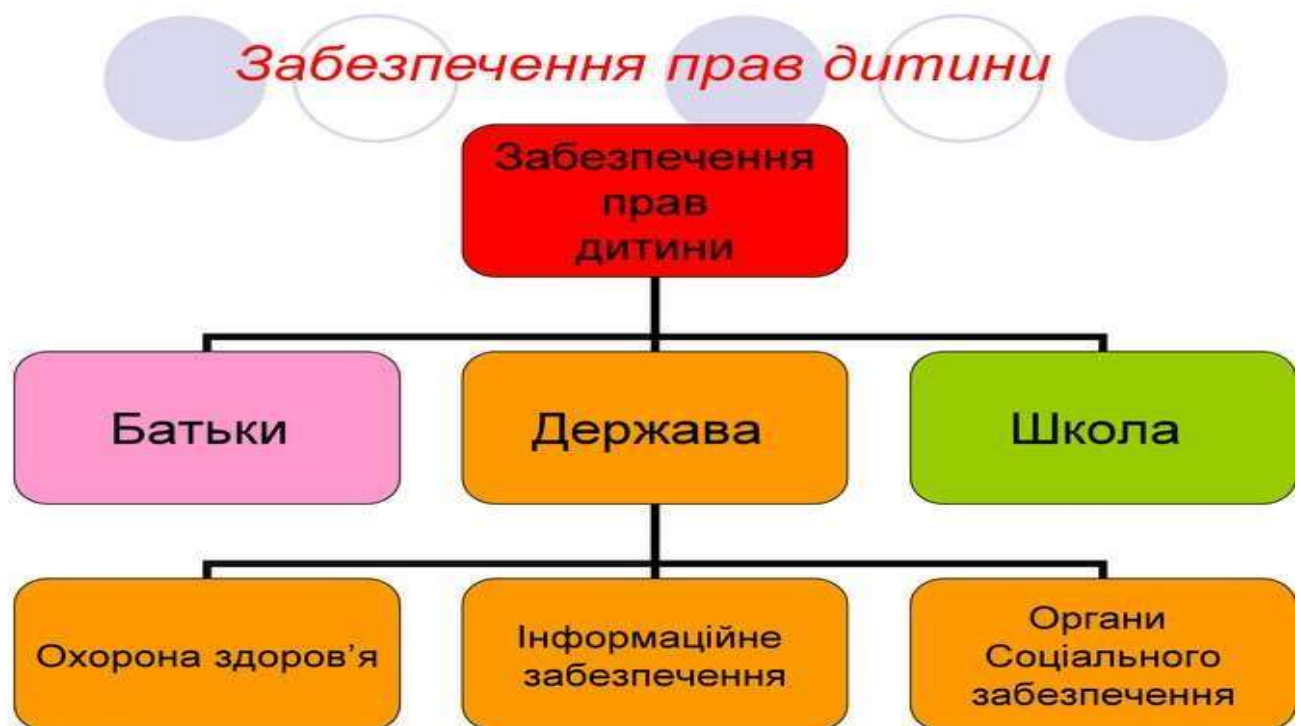 Забезпечення прав дитини
Забезпечення
прав
дитини
Батьки
Держава
Школа
Охорона здоров’я
Інформаційне
забезпечення
Органи
Соціального
забезпечення